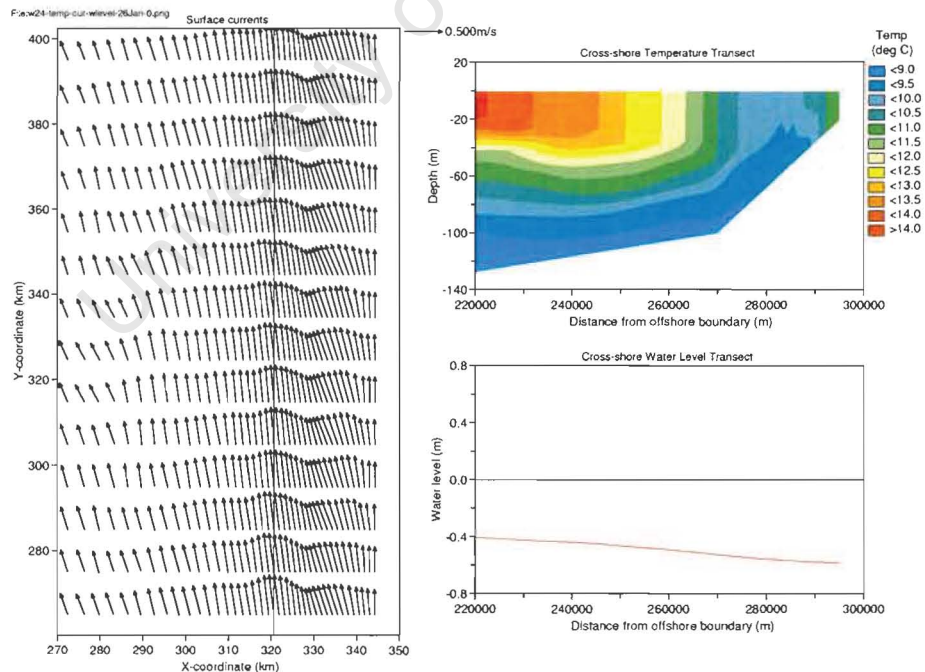 File:w24-temp-cur-wlevel-26Jan-0.png
Surface currents
0.500m/s
400
380
360
340
320
300
280
Y-coordinate (km)
270 280 290 300 310 320 330 340 350
X-coordinate (km)
University o
Cross-shore Temperature Transect
20
-20
-60
-100
-140
Depth (m)
220000 240000 260000 280000 300000
Distance from offshore boundary (m)
Temp
(deg C)
<9.0
<9.5
<10.0
<10.5
<11.0
<11.5
<12.0
<12.5
<13.0
<13.5
<14.0
>14.0
Cross-shore Water Level Transect
0.8
0.4
0.0
-0.4
-0.8
Water level (m)
220000 240000 260000 280000 300000
Distance from offshore boundary (m)